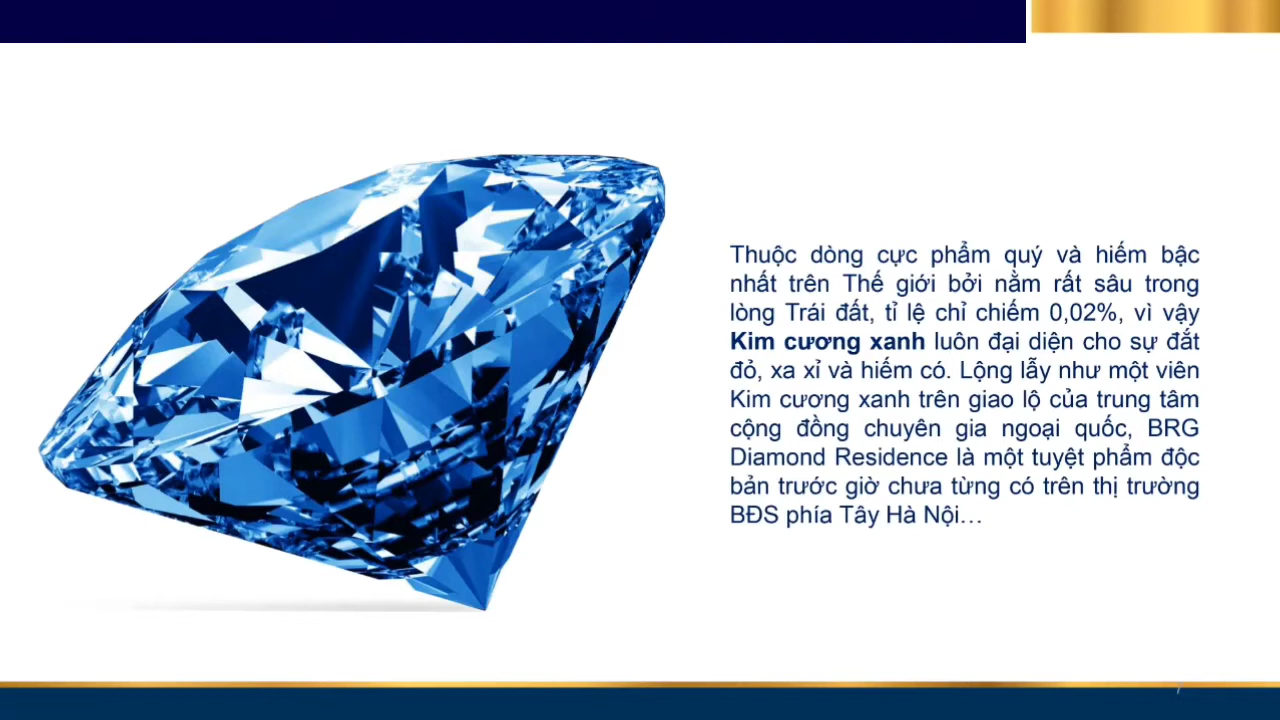 Thuộc dòng cực phẩm quý và hiếm bậc
nhất trên Thế giới bởi nằm rất sâu trong
lòng Trái đất, tỉ lệ chỉ chiếm 0,02%, vì vậy
Kim cương xanh luôn đại diện cho sự đắt
đỏ, xa xỉ và hiếm có. Lộng lẫy như một viên
Kim cương xanh trên giao lộ của trung tâm
cộng đồng chuyên gia ngoại quốc, BRG
Diamond Residence là một tuyệt phẩm độc
bản trước giờ chưa từng có trên thị trường
BĐS phía Tây Hà Nội…